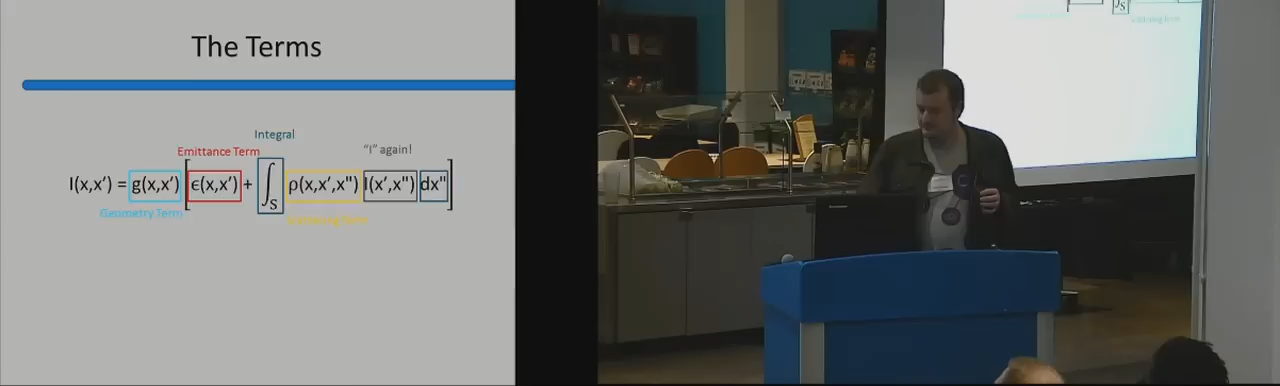 The Terms
Integral
Emittance Term
"I" again!
I(x,x′) = g(x,x′) [ϵ(x,x′) + ∫S ρ(x,x′,x″) I(x′,x″) dx″]
Geometry Term
Scattering Term